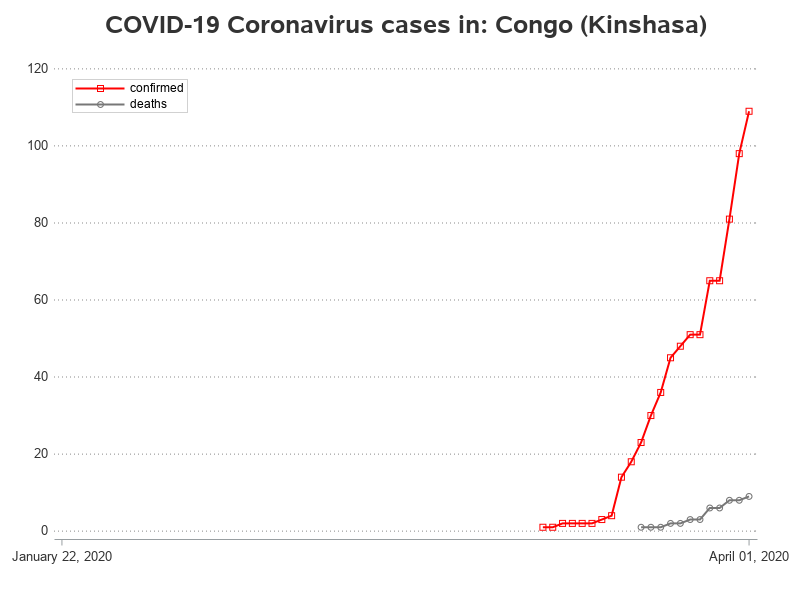 COVID-19 Coronavirus cases in: Congo (Kinshasa)
120
confirmed
deaths
100
80
60
40
20
0
January 22, 2020
April 01, 2020